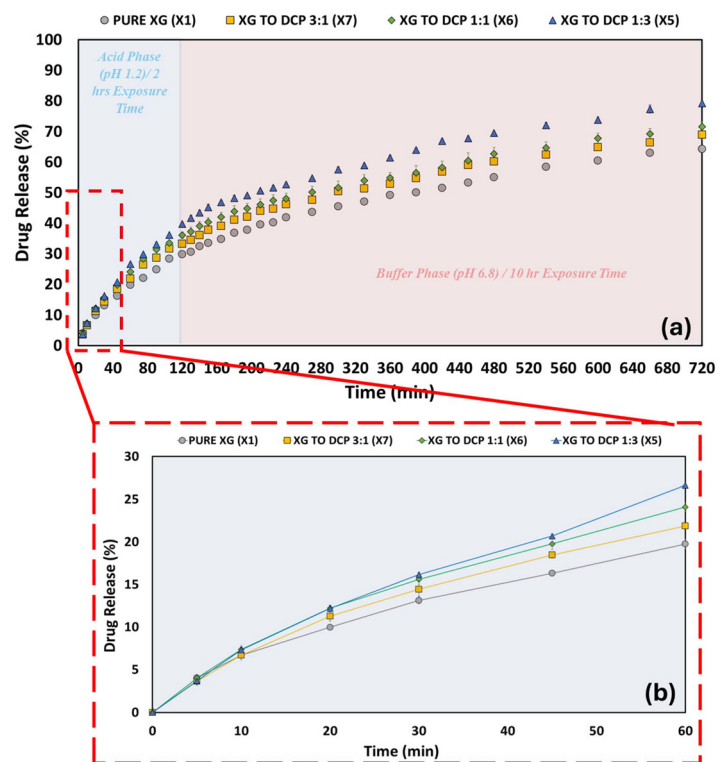 PURE XG (X1) XG TO DCP 3:1 (X7) XG TO DCP 1:1 (X6) XG TO DCP 1:3 (X5)
100
90
80
70
60
50
40
30
20
10
0
Drug Release (%)
Acid Phase
(pH 1.2)/ 2
hrs Exposure
Time
Buffer Phase (pH 6.8) / 10 hr Exposure Time
(a)
0 40 80 120 160 200 240 280 320 360 400 440 480 520 560 600 640 680 720
Time (min)
PURE XG (X1) XG TO DCP 3:1 (X7) XG TO DCP 1:1 (X6) XG TO DCP 1:3 (X5)
30
25
20
15
10
5
0
Drug Release (%)
(b)
0 10 20 30 40 50 60
Time (min)